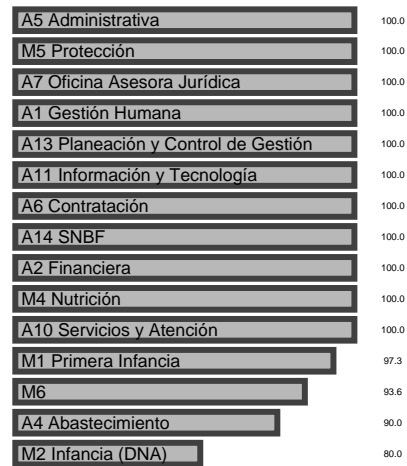 A5 Administrativa 100.0
M5 Protección 100.0
A7 Oficina Asesora Jurídica 100.0
A1 Gestión Humana 100.0
A13 Planeación y Control de Gestión 100.0
A11 Información y Tecnología 100.0
A6 Contratación 100.0
A14 SNBF 100.0
A2 Financiera 100.0
M4 Nutrición 100.0
A10 Servicios y Atención 100.0
M1 Primera Infancia 97.3
M6 93.6
A4 Abastecimiento 90.0
M2 Infancia (DNA) 80.0